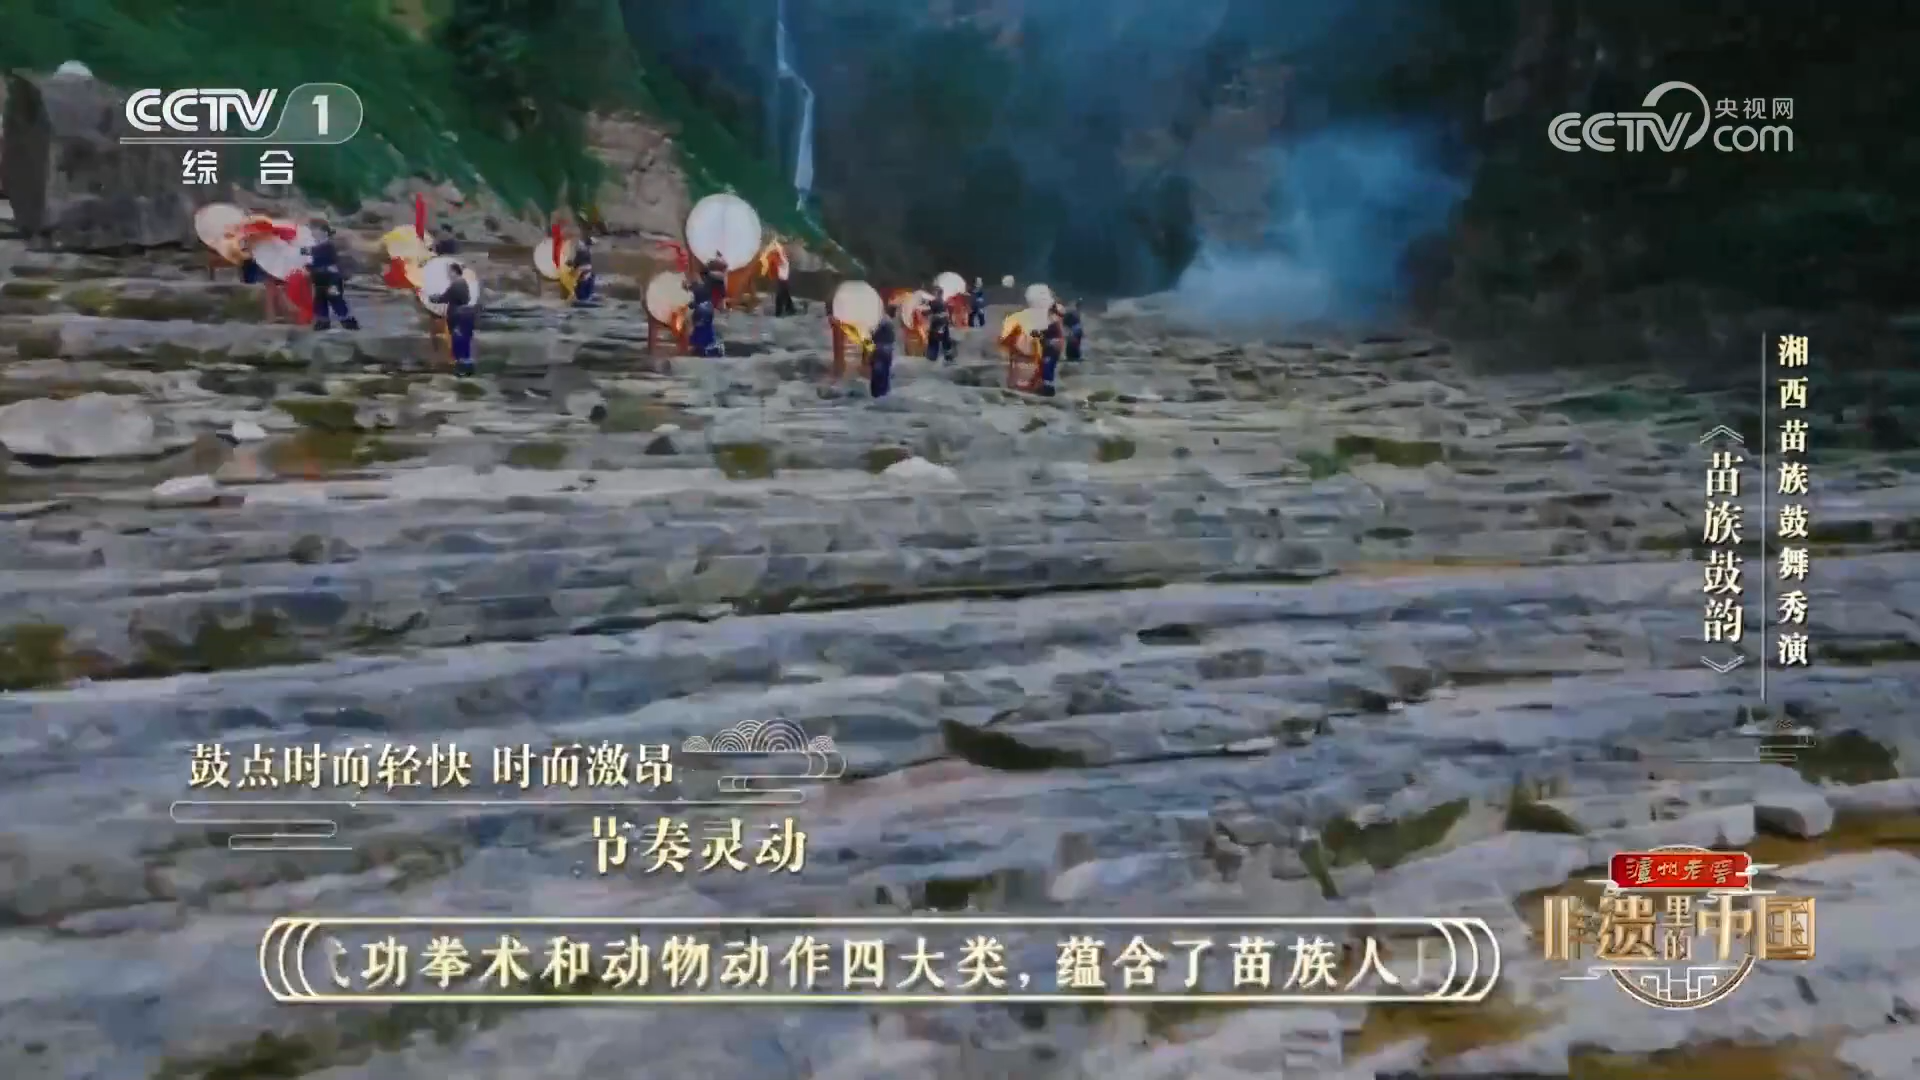 CCTV 1
综合
CCTV.com 央视网
湘西苗族鼓舞秀演
《苗族鼓韵》
鼓点时而轻快 时而激昂
节奏灵动
功拳术和动物动作四大类，蕴含了苗族人
泸州老窖
非遗里的中国